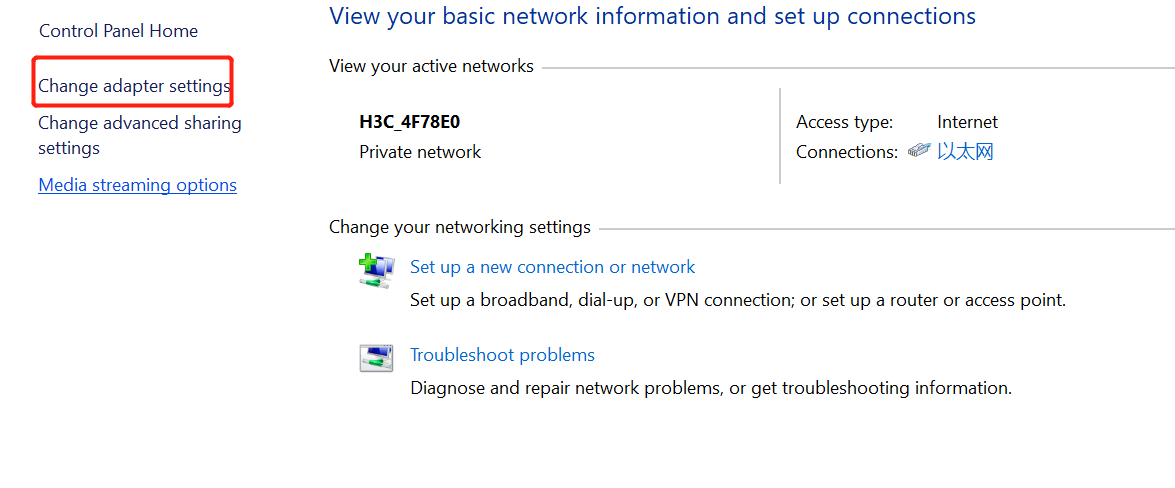 View your basic network information and set up connections
Control Panel Home
Change adapter settings
Change advanced sharing
settings
Media streaming options
View your active networks
H3C_4F78E0
Private network
Access type: Internet
Connections: 以太网
Change your networking settings
Set up a new connection or network
Set up a broadband, dial-up, or VPN connection; or set up a router or access point.
Troubleshoot problems
Diagnose and repair network problems, or get troubleshooting information.